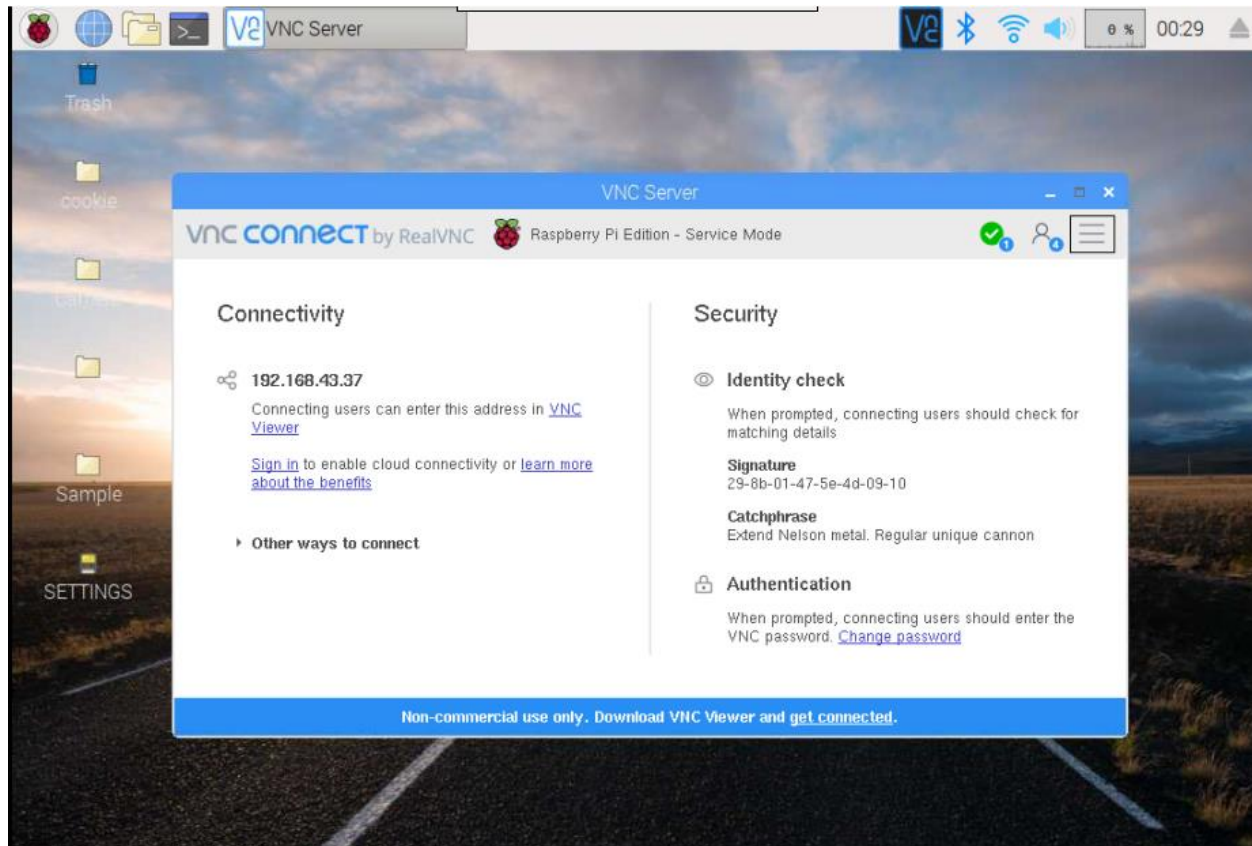 VNC Server
0 %
00:29
Trash
cookie
Sample
SETTINGS
VNC Server
VNC CONNECT by RealVNC
Raspberry Pi Edition - Service Mode
1
4
Connectivity
192.168.43.37
Connecting users can enter this address in VNC
Viewer
Sign in to enable cloud connectivity or learn more
about the benefits
Other ways to connect
Security
Identity check
When prompted, connecting users should check for
matching details
Signature
29-8b-01-47-5e-4d-09-10
Catchphrase
Extend Nelson metal. Regular unique cannon
Authentication
When prompted, connecting users should enter the
VNC password. Change password
Non-commercial use only. Download VNC Viewer and get connected.